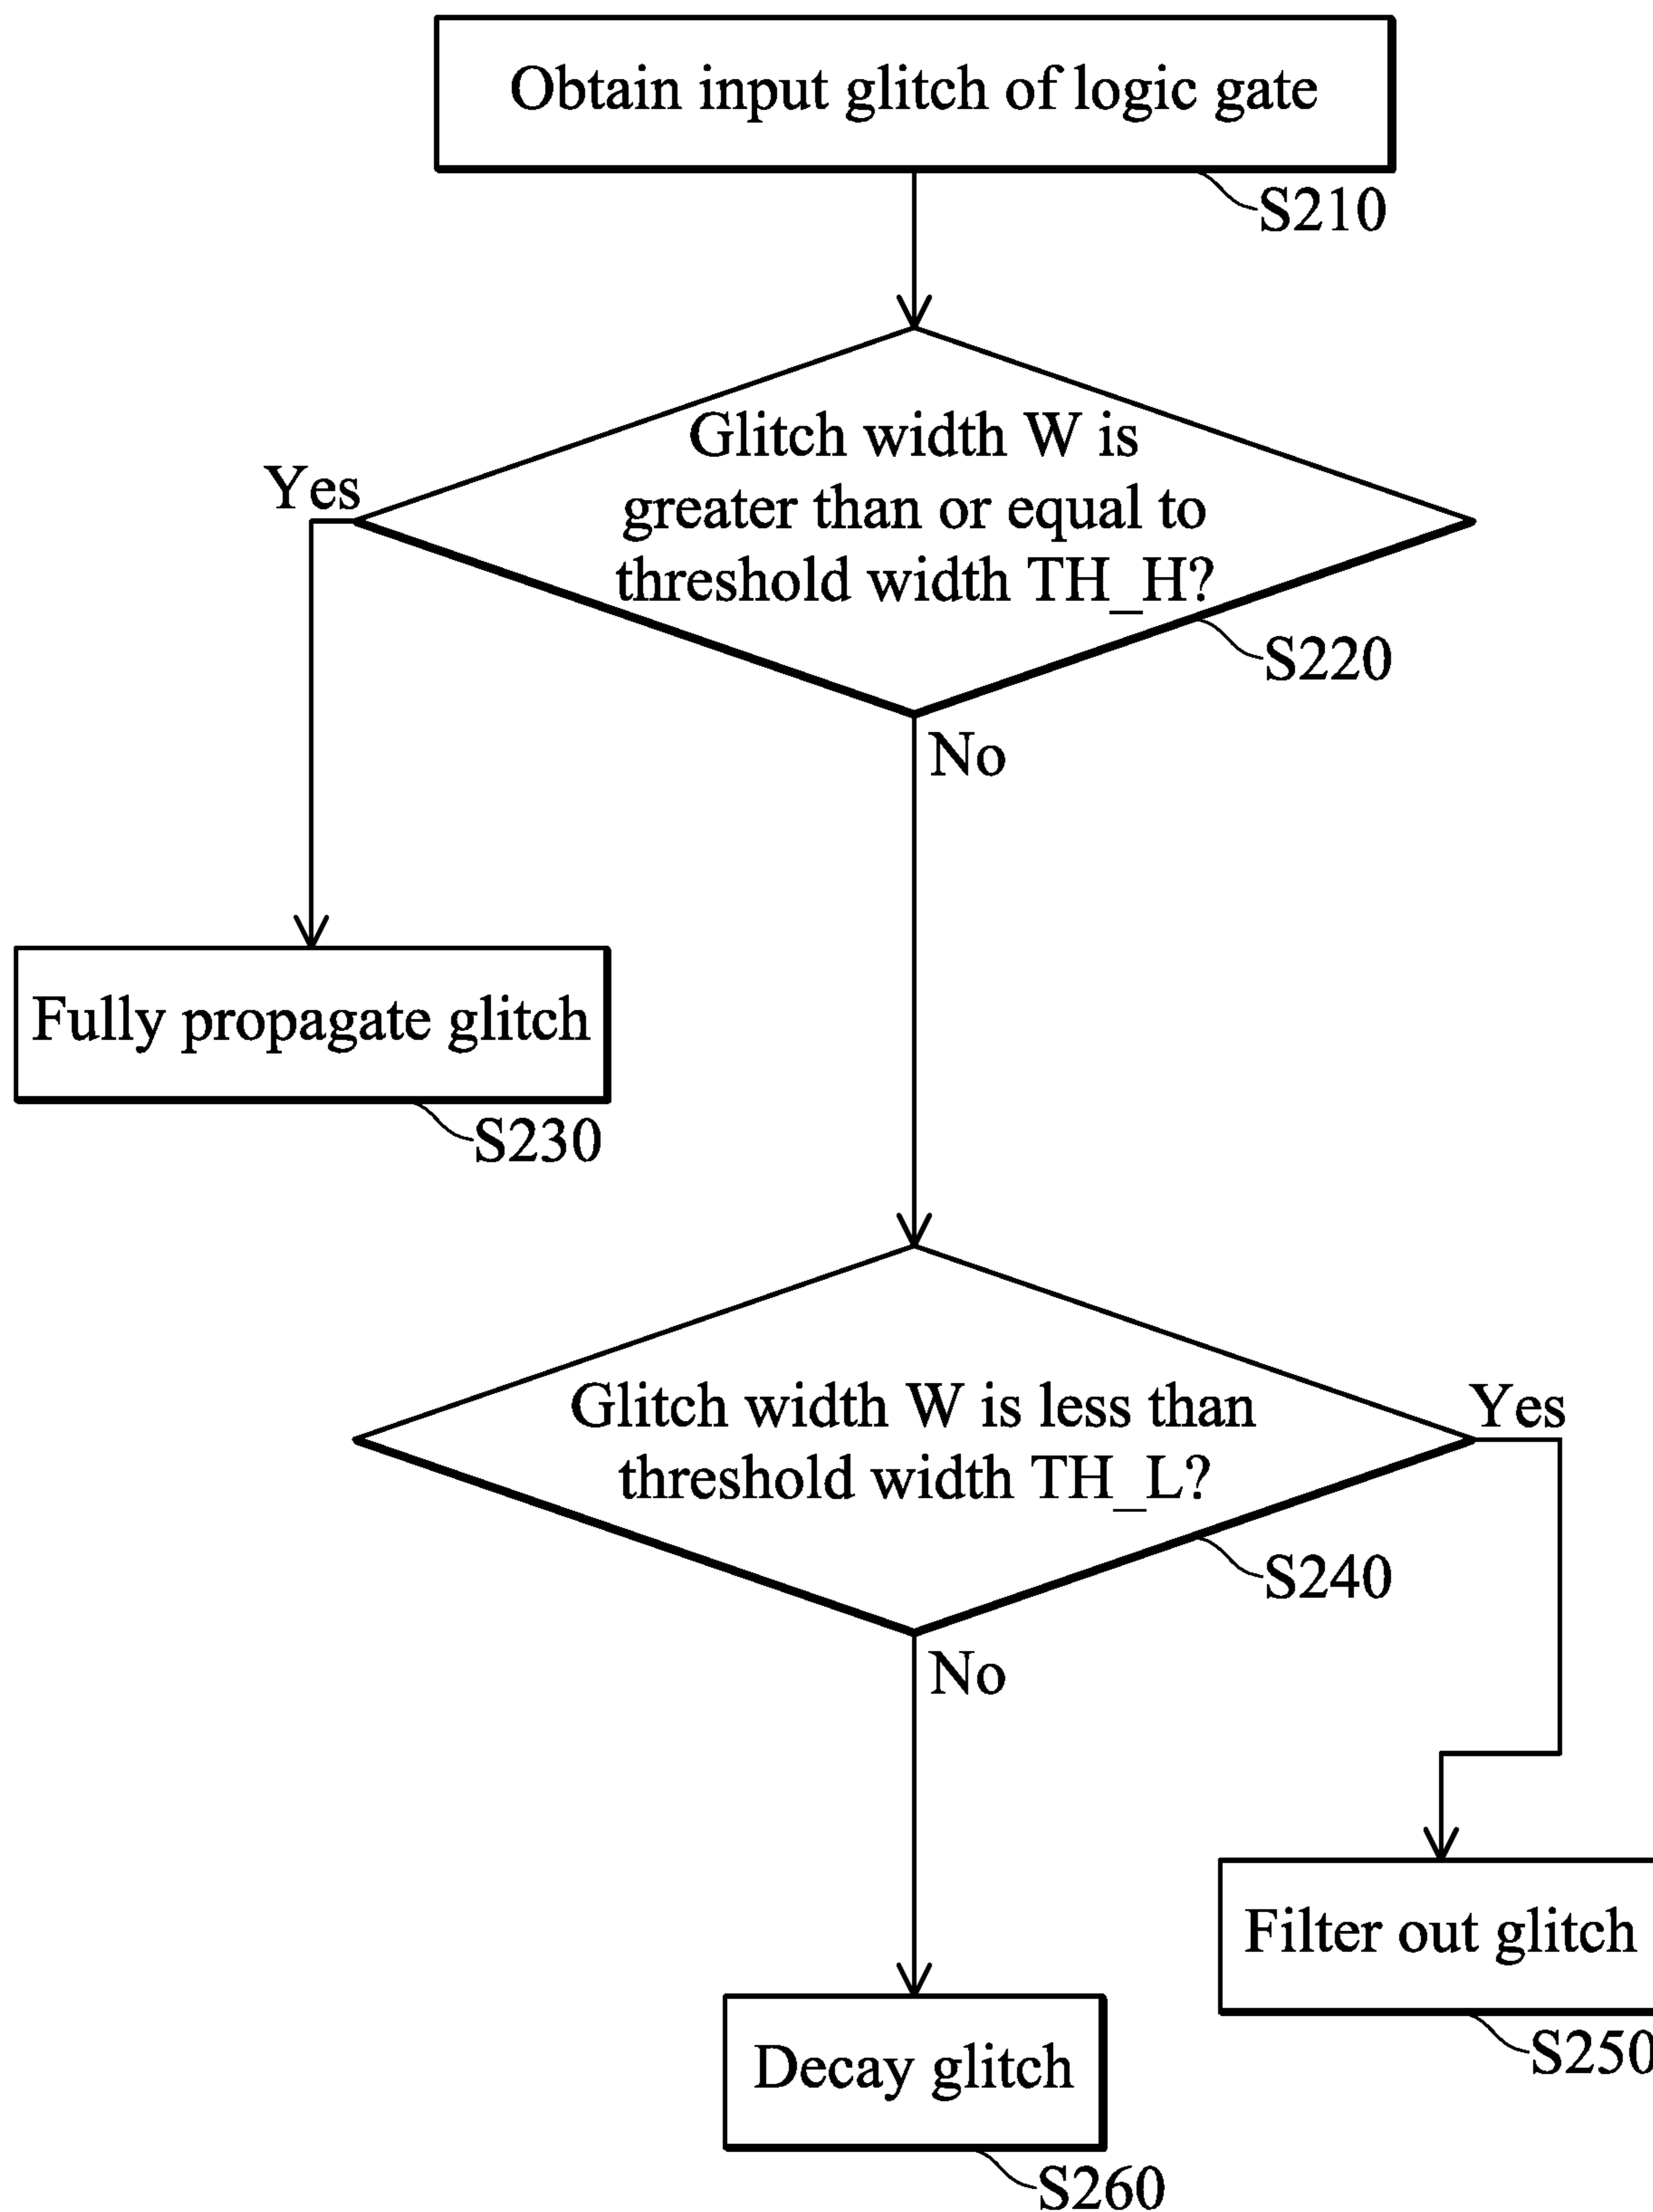 Obtain input glitch of logic gate
S210
Glitch width W is
greater than or equal to
threshold width TH_H?
Yes
S220
No
Fully propagate glitch
S230
Glitch width W is less than
threshold width TH_L?
Yes
S240
No
Filter out glitch
S250
Decay glitch
S260